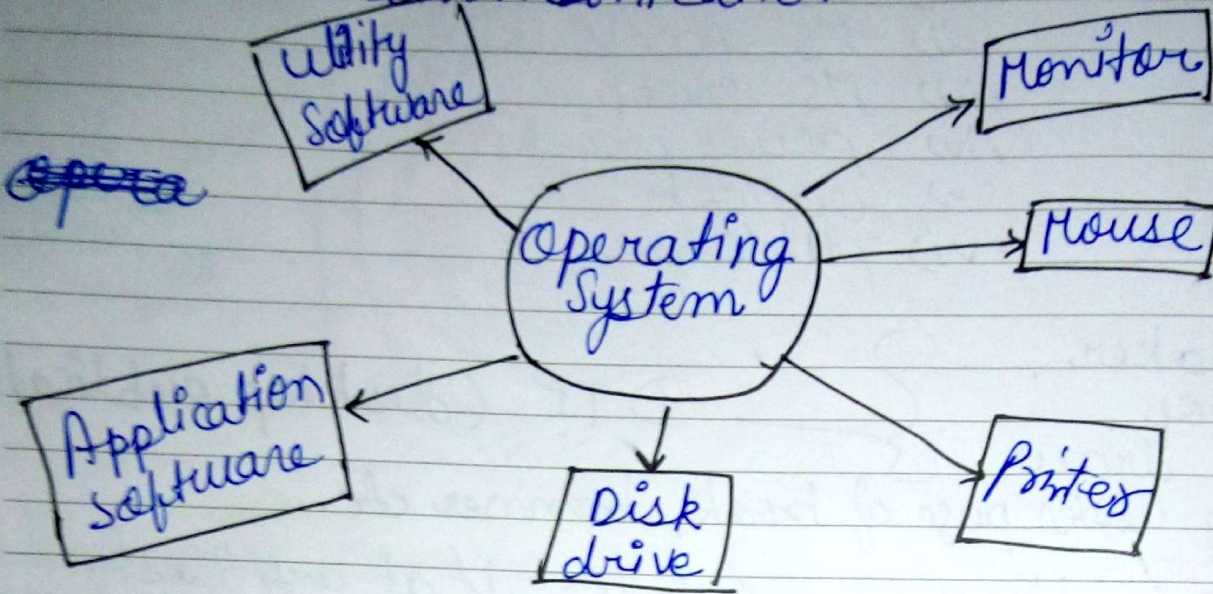 Utility
Software
Monitor
Operating
System
Mouse
Application
Software
Disk
drive
Printer